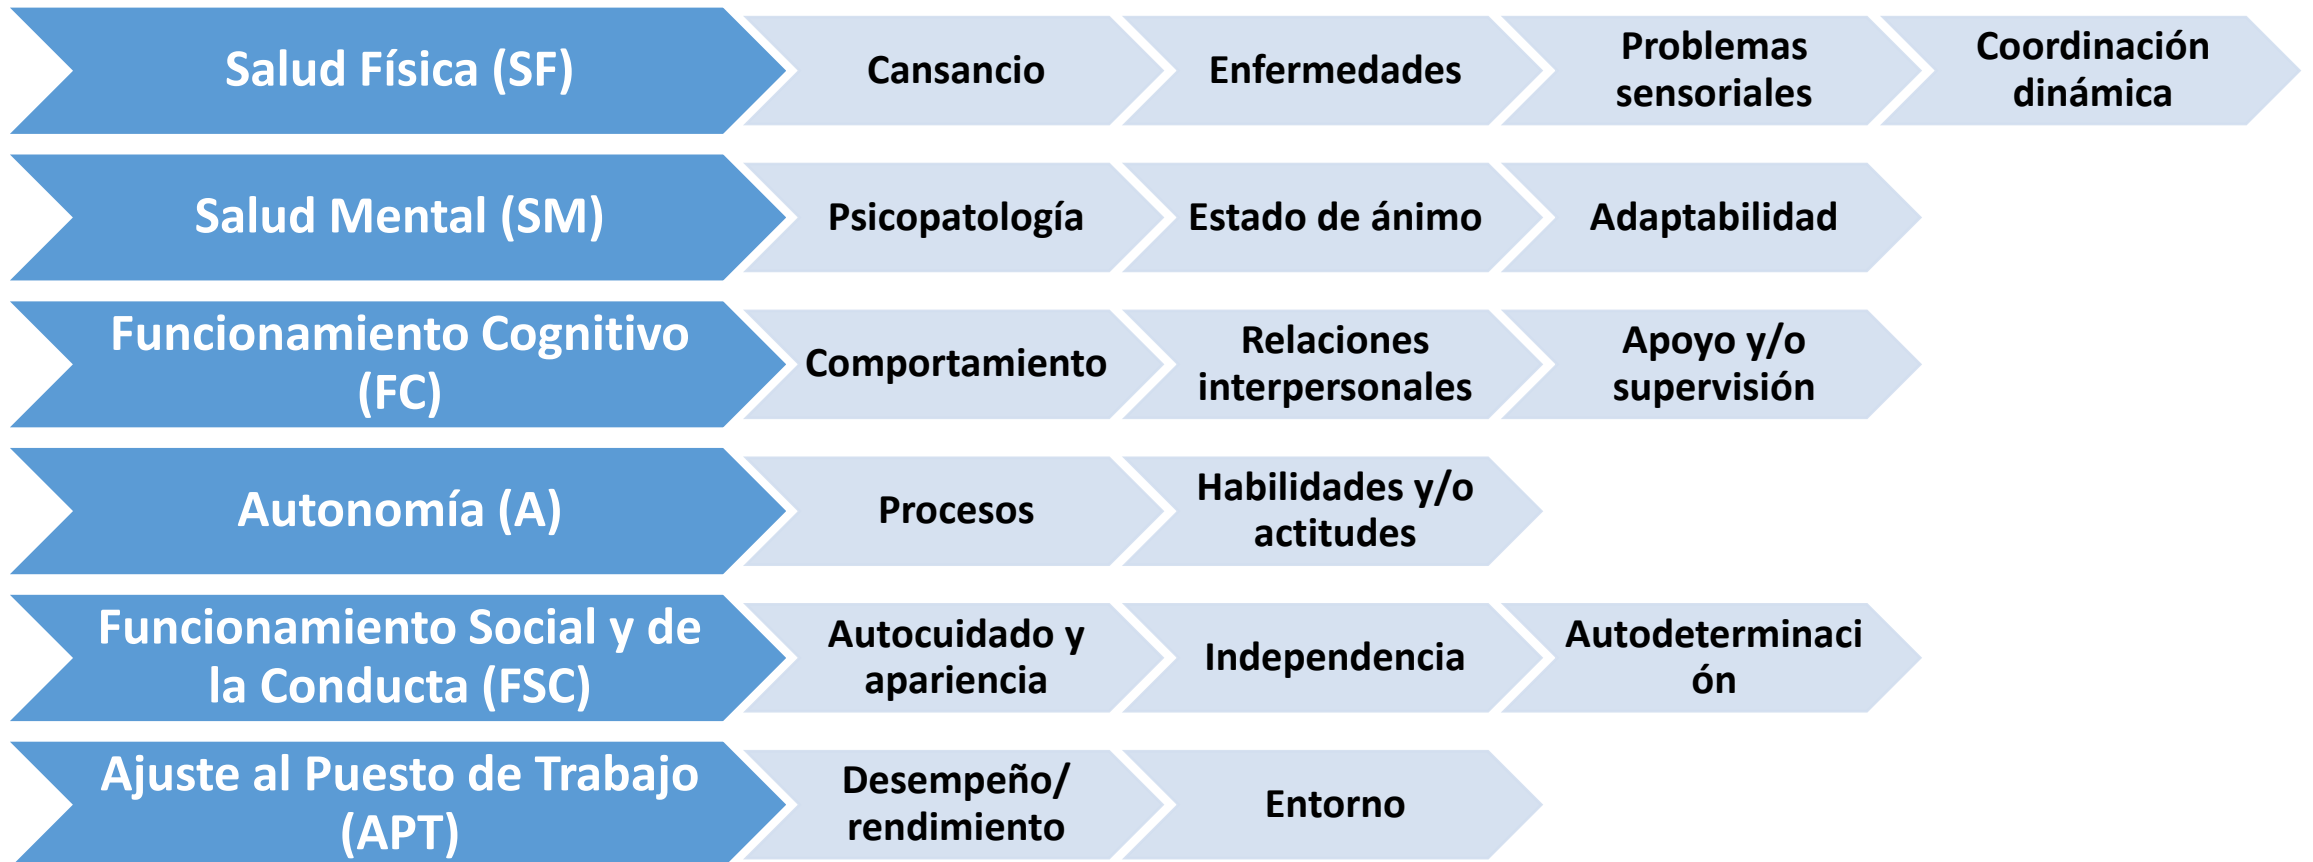 Salud Física (SF)
Cansancio
Enfermedades
Problemas
sensoriales
Coordinación
dinámica
Salud Mental (SM)
Psicopatología
Estado de ánimo
Adaptabilidad
Funcionamiento Cognitivo
(FC)
Comportamiento
Relaciones
interpersonales
Apoyo y/o
supervisión
Autonomía (A)
Procesos
Habilidades y/o
actitudes
Funcionamiento Social y de
la Conducta (FSC)
Autocuidado y
apariencia
Independencia
Autodeterminaci
ón
Ajuste al Puesto de Trabajo
(APT)
Desempeño/
rendimiento
Entorno